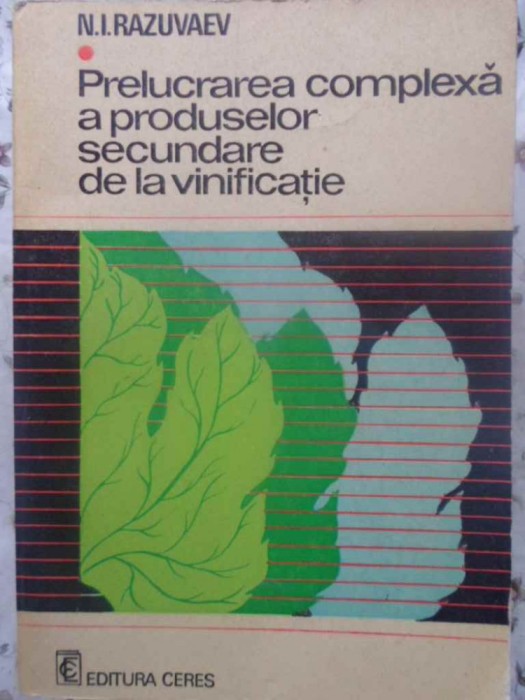 N.I.RAZUVAEV
Prelucrarea complexă
a produselor
secundare
de la vinificație
EDITURA CERES